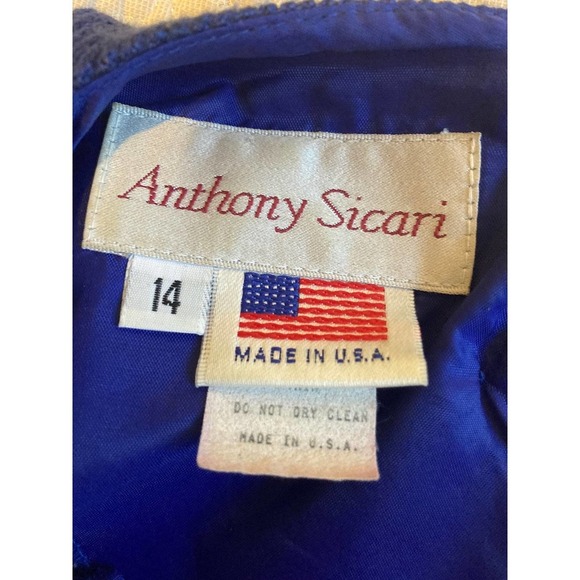 Anthony Sicari
14
MADE IN U.S.A.
DO NOT DRY CLEAN
MADE IN U.S.A.